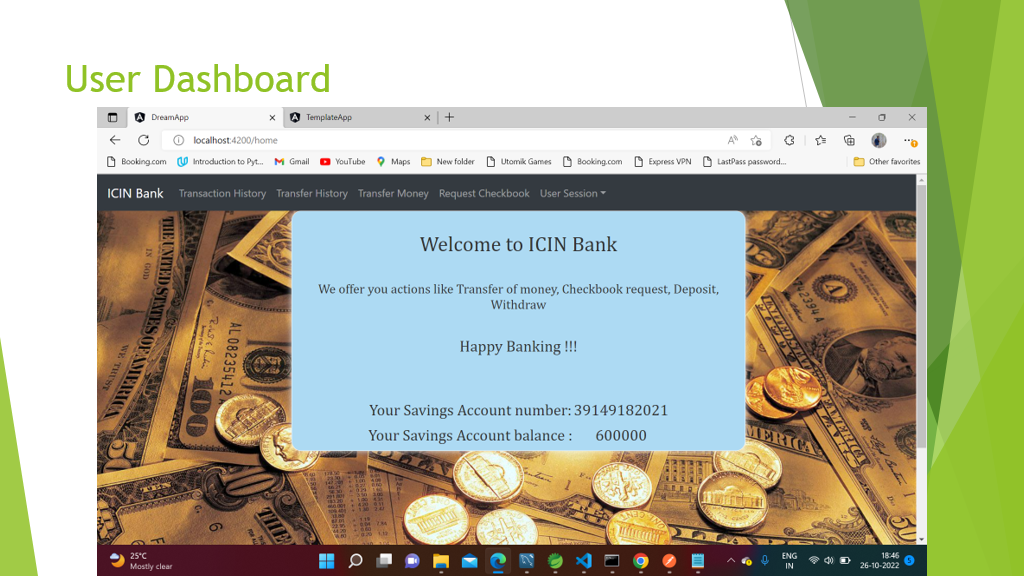 User Dashboard
DreamApp
TemplateApp
localhost:4200/home
Booking.com
Introduction to Pyt...
Gmail
YouTube
Maps
New folder
Utomik Games
Booking.com
Express VPN
LastPass password...
Other favorites
ICIN Bank Transaction History Transfer History Transfer Money Request Checkbook User Session
Welcome to ICIN Bank
We offer you actions like Transfer of money, Checkbook request, Deposit,
Withdraw
Happy Banking !!!
Your Savings Account number: 39149182021
Your Savings Account balance : 600000
25°C
Mostly clear
ENG
IN
18:46
26-10-2022